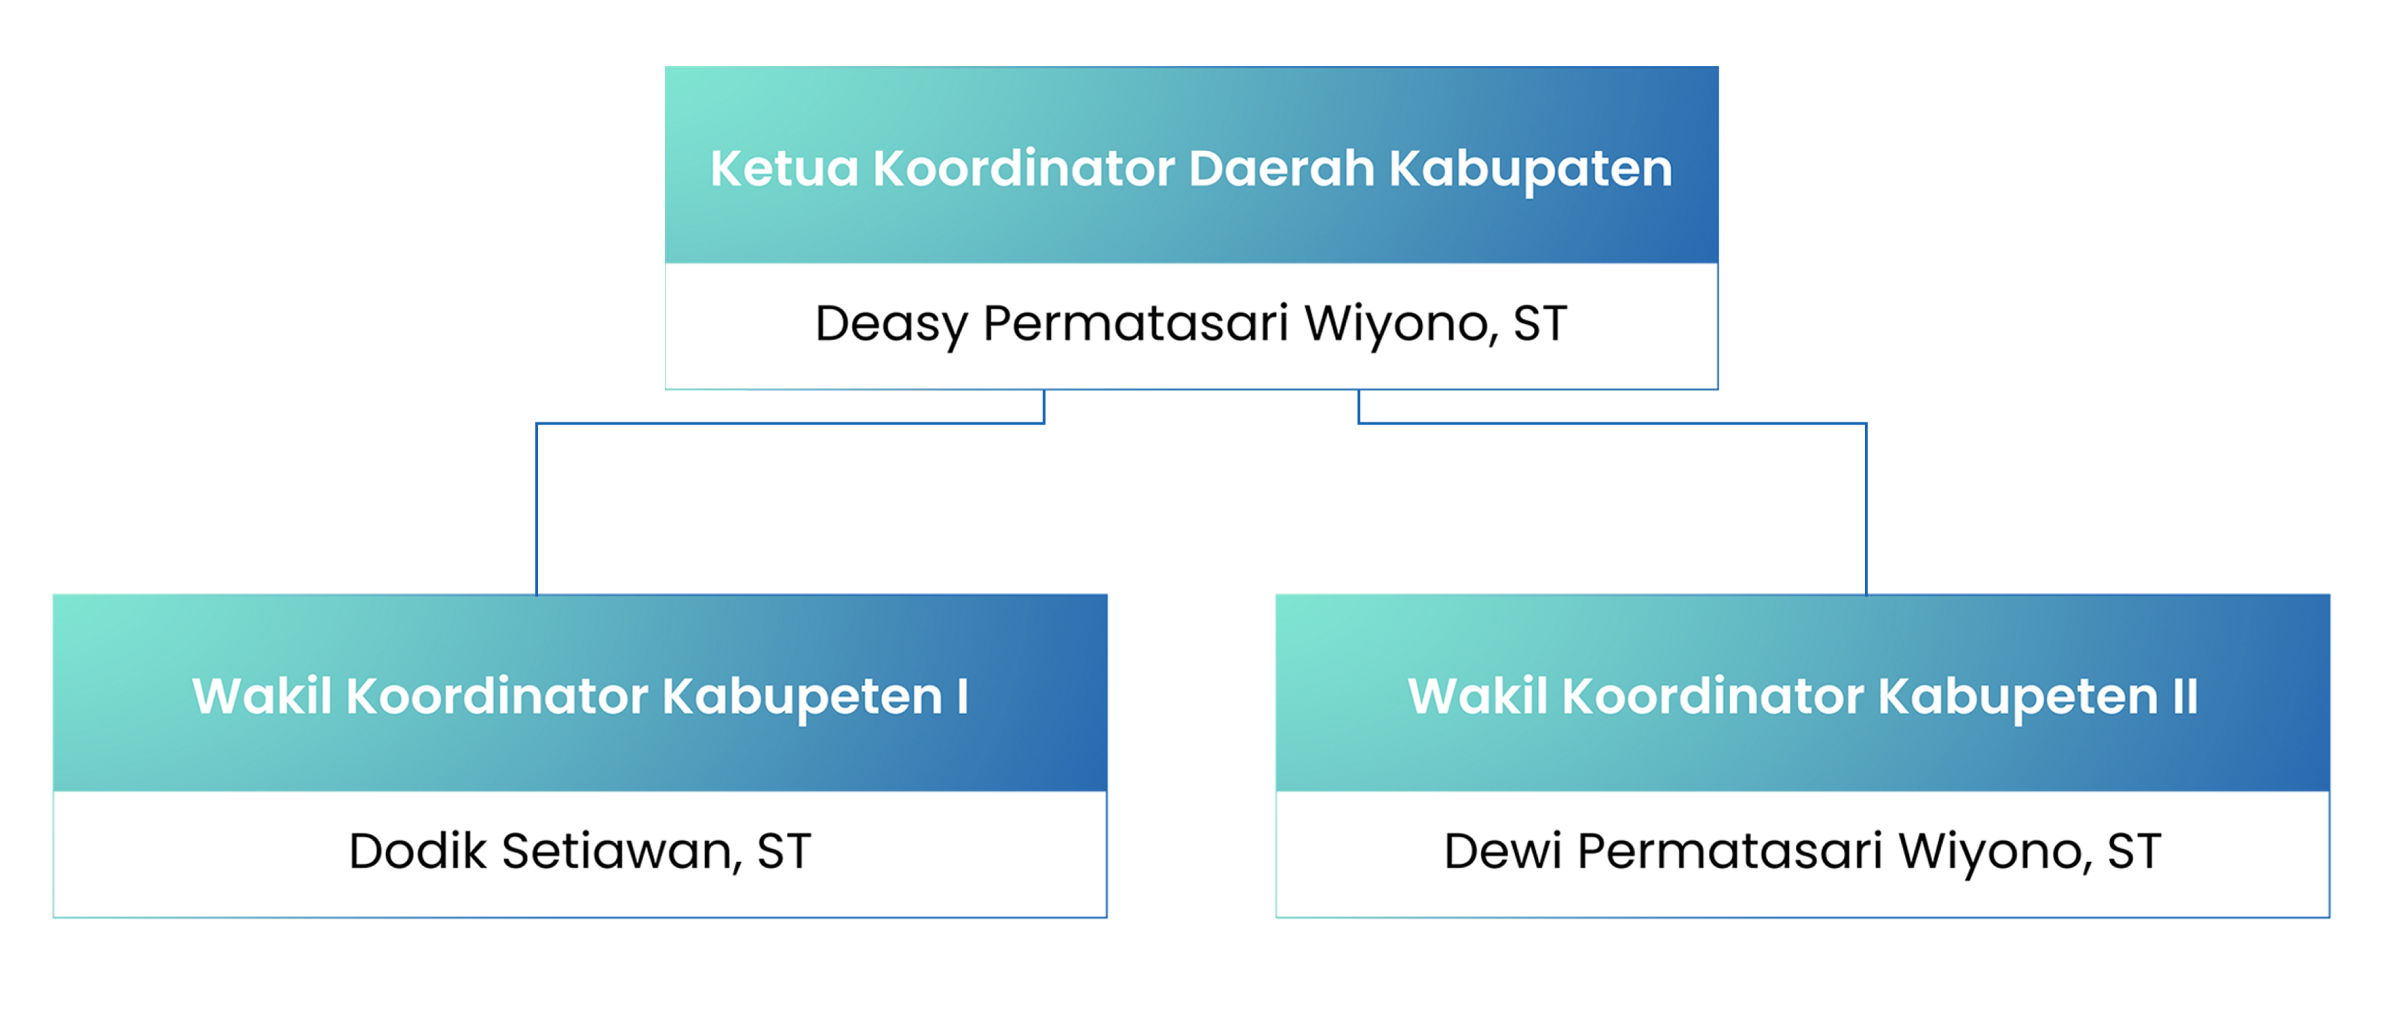 Ketua Koordinator Daerah Kabupaten
Deasy Permatasari Wiyono, ST
Wakil Koordinator Kabupeten I
Dodik Setiawan, ST
Wakil Koordinator Kabupeten II
Dewi Permatasari Wiyono, ST